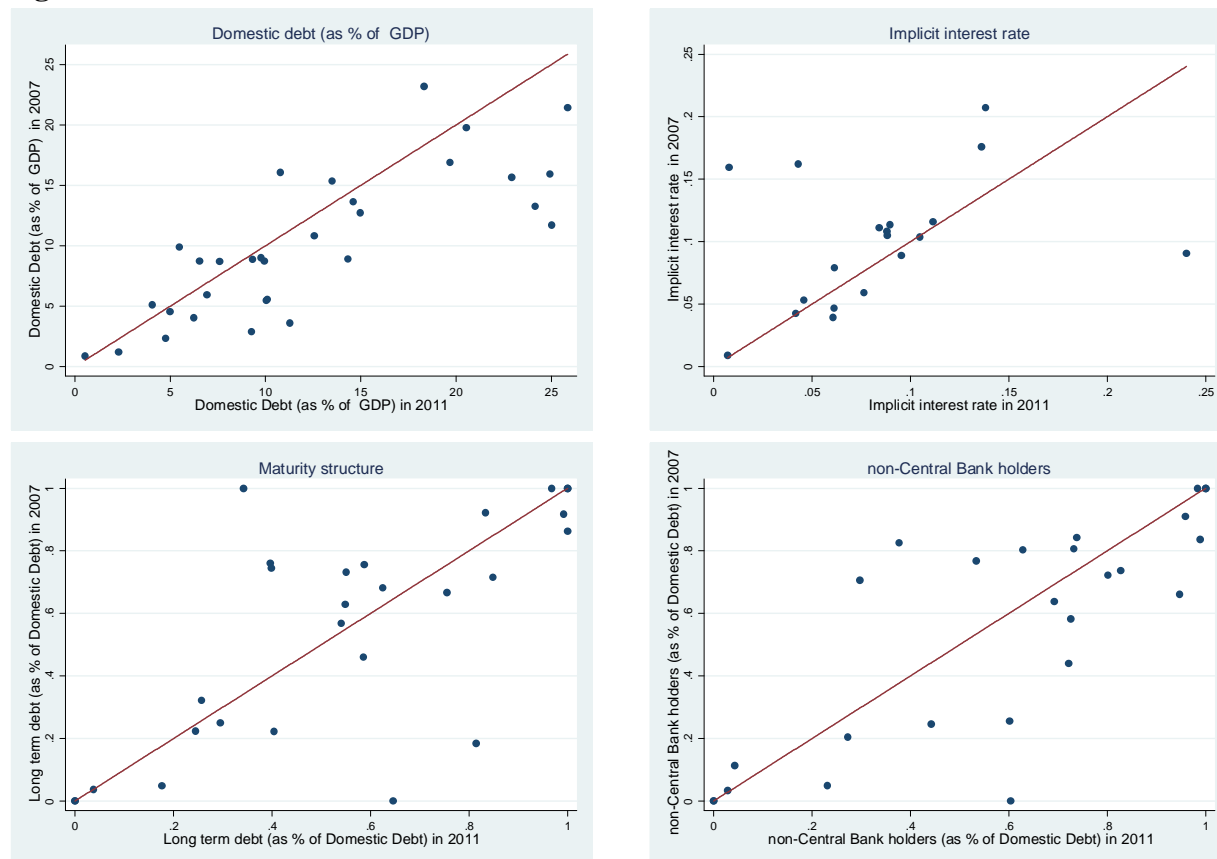 Domestic debt (as % of GDP)
Domestic Debt (as % of GDP) in 2007
25
20
15
10
5
0
0 5 10 15 20 25
Domestic Debt (as % of GDP) in 2011
Implicit interest rate
Implicit interest rate in 2007
.25
.2
.15
.1
.05
0
0 .05 .1 .15 .2 .25
Implicit interest rate in 2011
Maturity structure
Long term debt (as % of Domestic Debt) in 2007
1
.8
.6
.4
.2
0
0 .2 .4 .6 .8 1
Long term debt (as % of Domestic Debt) in 2011
non-Central Bank holders
non-Central Bank holders (as % of Domestic Debt) in 2007
1
.8
.6
.4
.2
0
0 .2 .4 .6 .8 1
non-Central Bank holders (as % of Domestic Debt) in 2011